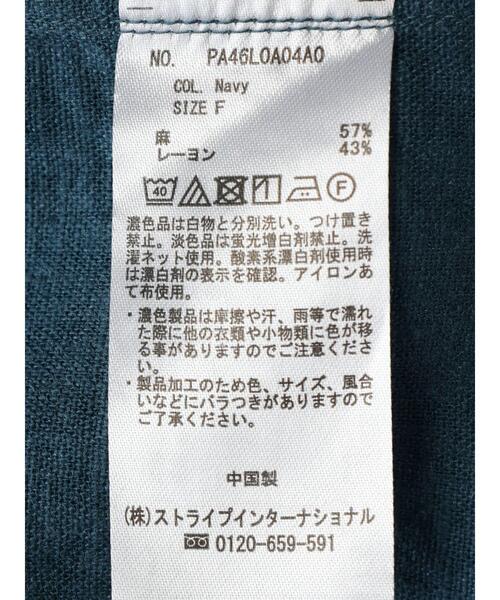 NO. PA46L0A04A0
COL. Navy
SIZE F
麻 57%
レーヨン 43%
40 F
濃色品は白物と分別洗い。つけ置き
禁止。淡色品は蛍光増白剤禁止。洗
濯ネット使用。酸素系漂白剤使用時
は漂白剤の表示を確認。アイロンあ
て布使用。
・濃色製品は摩擦や汗、雨等で濡れ
た際に他の衣類や小物類に色が移
る事がありますのでご注意くださ
い。
・製品加工のため色、サイズ、風合
いなどにバラつきがありますので
ご了承ください。
中国製
(株)ストライプインターナショナル
0120-659-591